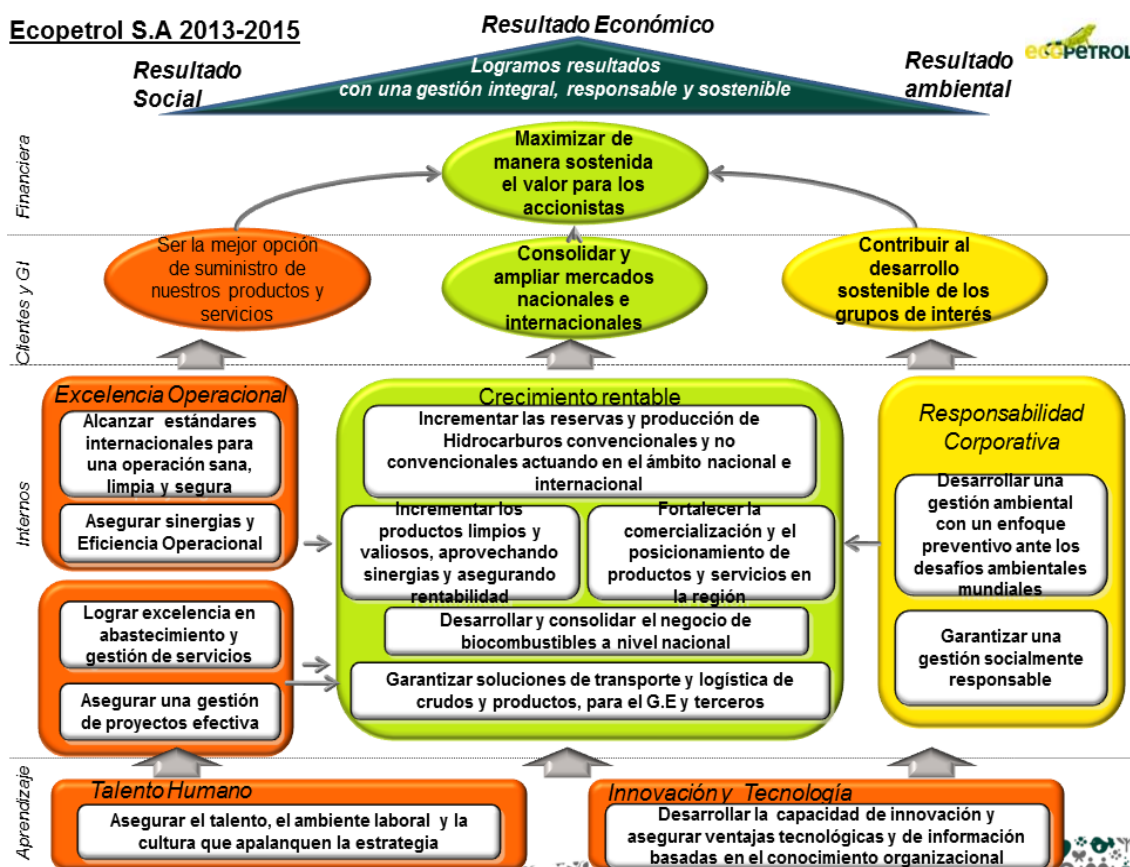 Ecopetrol S.A 2013-2015
Resultado Económico
ecopetrol
Resultado
Social
Logramos resultados
con una gestión integral, responsable y sostenible
Resultado
ambiental
Financiera
Maximizar de
manera sostenida
el valor para los
accionistas
Clientes y GI
Ser la mejor opción
de suministro de
nuestros productos y
servicios
Consolidar y
ampliar mercados
nacionales e
internacionales
Contribuir al
desarrollo
sostenible de los
grupos de interés
Internos
Excelencia Operacional
Alcanzar estándares
internacionales para
una operación sana,
limpia y segura
Asegurar sinergias y
Eficiencia Operacional
Lograr excelencia en
abastecimiento y
gestión de servicios
Asegurar una gestión
de proyectos efectiva
Crecimiento rentable
Incrementar las reservas y producción de
Hidrocarburos convencionales y no
convencionales actuando en el ámbito nacional e
internacional
Incrementar los
productos limpios y
valiosos, aprovechando
sinergias y asegurando
rentabilidad
Fortalecer la
comercialización y el
posicionamiento de
productos y servicios en
la región
Desarrollar y consolidar el negocio de
biocombustibles a nivel nacional
Garantizar soluciones de transporte y logística de
crudos y productos, para el G.E y terceros
Responsabilidad
Corporativa
Desarrollar una
gestión ambiental
con un enfoque
preventivo ante los
desafíos ambientales
mundiales
Garantizar una
gestión socialmente
responsable
Aprendizaje
Talento Humano
Asegurar el talento, el ambiente laboral y la
cultura que apalanquen la estrategia
Innovación y Tecnología
Desarrollar la capacidad de innovación y
asegurar ventajas tecnológicas y de información
basadas en el conocimiento organizacional